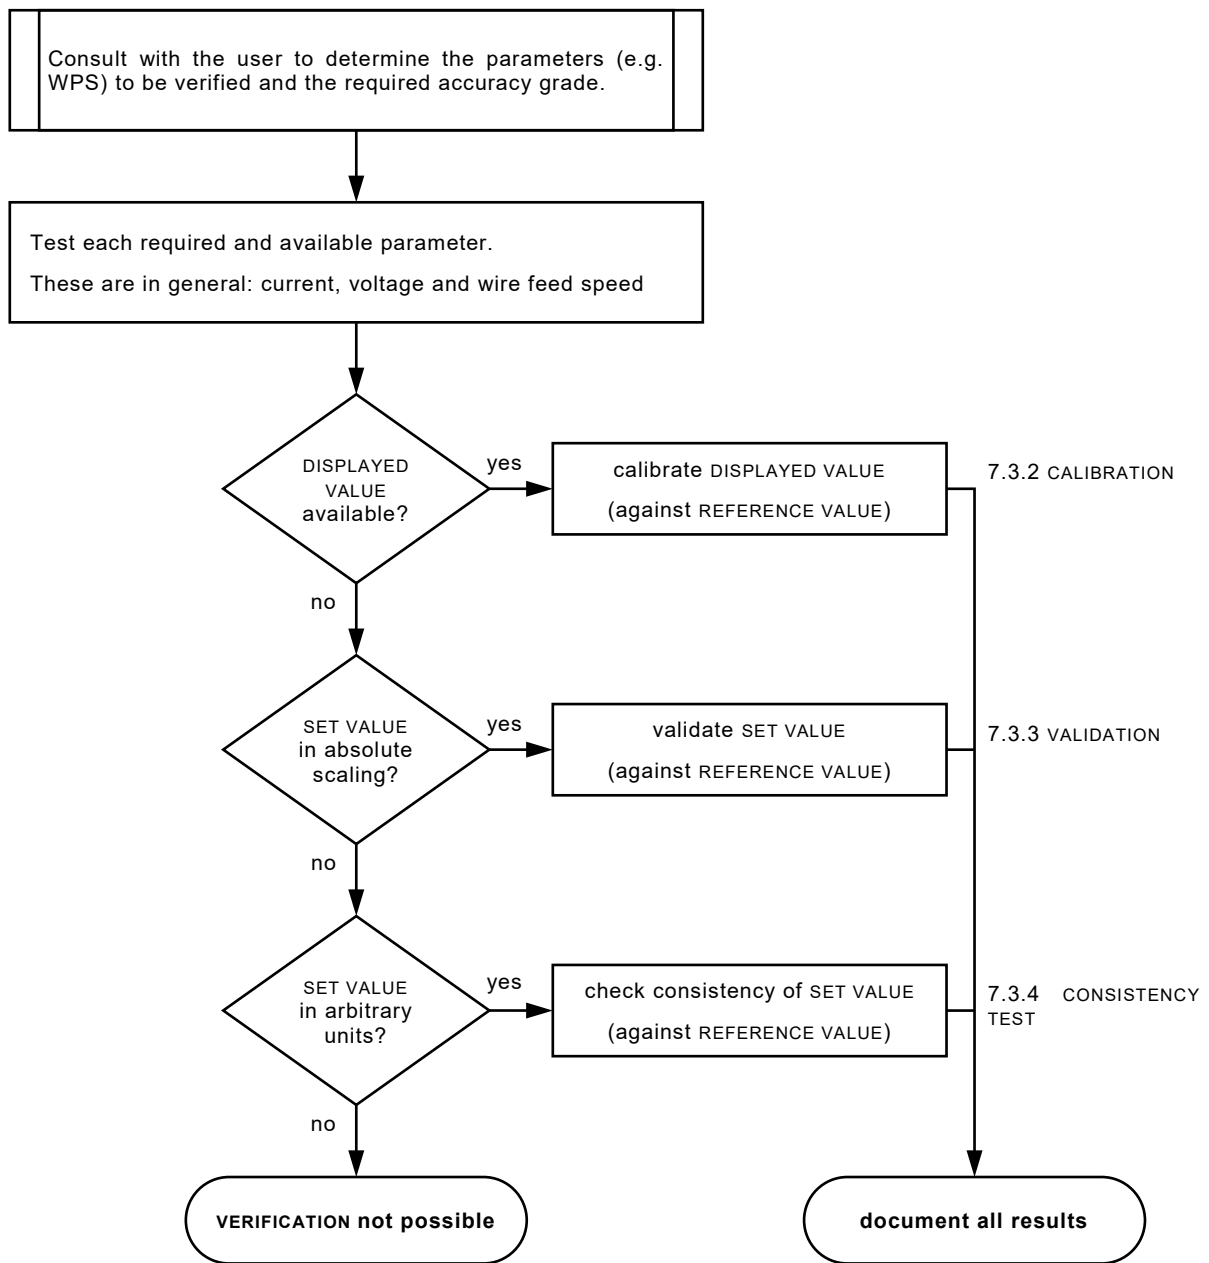 Consult with the user to determine the parameters (e.g.
WPS) to be verified and the required accuracy grade.
Test each required and available parameter.
These are in general: current, voltage and wire feed speed
DISPLAYED
VALUE
available?
yes
calibrate DISPLAYED VALUE
(against REFERENCE VALUE)
7.3.2 CALIBRATION
no
SET VALUE
in absolute
scaling?
yes
validate SET VALUE
(against REFERENCE VALUE)
7.3.3 VALIDATION
no
SET VALUE
in arbitrary
units?
yes
check consistency of SET VALUE
(against REFERENCE VALUE)
7.3.4 CONSISTENCY
TEST
no
VERIFICATION not possible
document all results